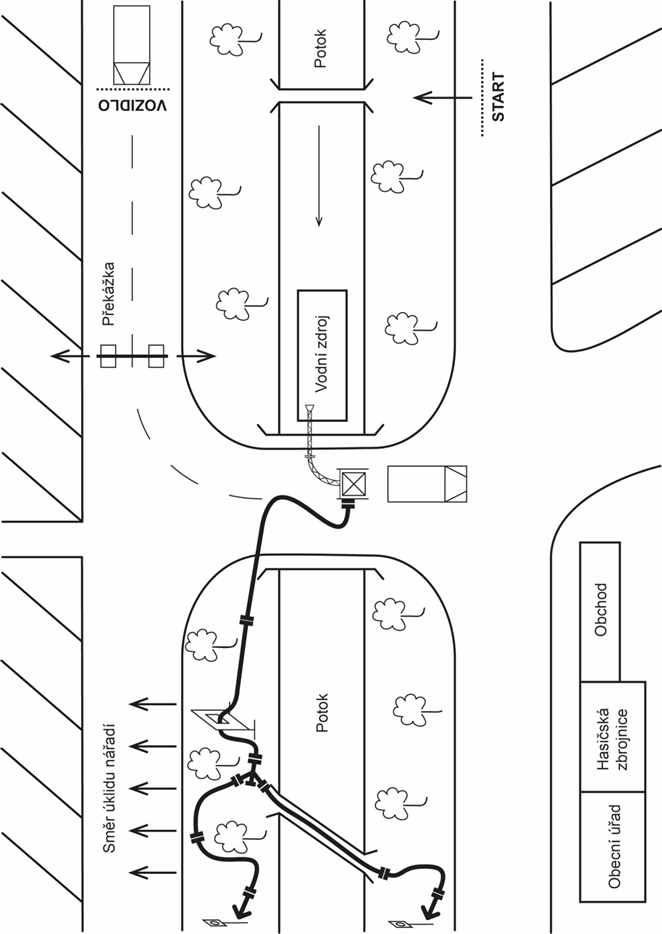 VOZIDLO
Potok
START
Překážka
Vodní zdroj
Směr úklidu nářadí
Potok
Obchod
Hasičská
zbrojnice
Obecní úřad